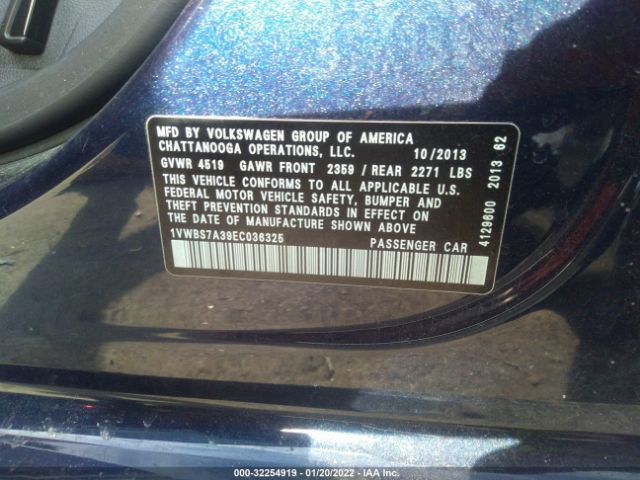 MFD BY VOLKSWAGEN GROUP OF AMERICA
CHATTANOOGA OPERATIONS, LLC. 10/2013
GVWR 4519 GAWR FRONT 2359 / REAR 2271 LBS
THIS VEHICLE CONFORMS TO ALL APPLICABLE U.S.
FEDERAL MOTOR VEHICLE SAFETY, BUMPER AND
THEFT PREVENTION STANDARDS IN EFFECT ON
THE DATE OF MANUFACTURE SHOWN ABOVE
1VWBS7A39EC036325 PASSENGER CAR
4129800 2013 62
000-32254919 - 01/20/2022 - IAA Inc.